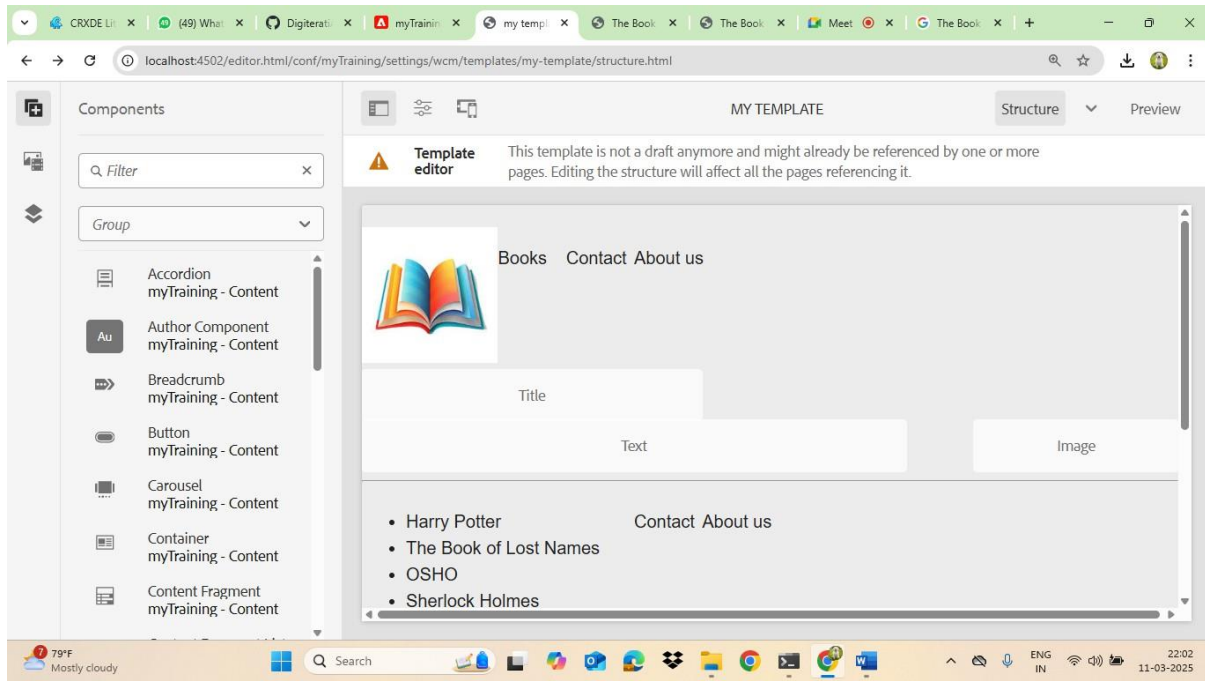 CRXDE Lit
(49) Wha
Digiterati
myTrainin
my templ
The Book
The Book
Meet
The Book
localhost:4502/editor.html/conf/myTraining/settings/wcm/templates/my-template/structure.html
Components
MY TEMPLATE
Structure
Preview
Filter
Template editor
This template is not a draft anymore and might already be referenced by one or more
pages. Editing the structure will affect all the pages referencing it.
Group
Accordion
myTraining - Content
Au
Author Component
myTraining - Content
Breadcrumb
myTraining - Content
Button
myTraining - Content
Carousel
myTraining - Content
Container
myTraining - Content
Content Fragment
myTraining - Content
Books Contact About us
Title
Text
Image
• Harry Potter
• The Book of Lost Names
• OSHO
• Sherlock Holmes
Contact About us
7
79°F
Mostly cloudy
Search
ENG
IN
22:02
11-03-2025